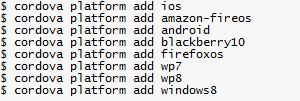 $ cordova platform add ios
$ cordova platform add amazon-fireos
$ cordova platform add android
$ cordova platform add blackberry10
$ cordova platform add firefoxos
$ cordova platform add wp7
$ cordova platform add wp8
$ cordova platform add windows8